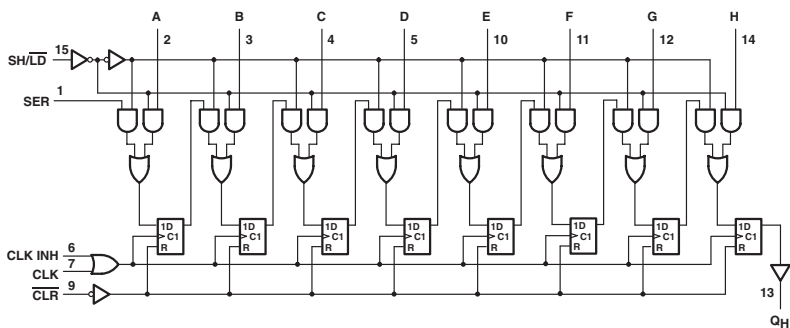 A B C D E F G H
2 3 4 5 10 11 12 14
15
SH/LD
1
SER
1D 1D 1D 1D 1D 1D 1D 1D
C1 C1 C1 C1 C1 C1 C1 C1
R R R R R R R R
6
CLK INH
7
CLK
9
CLR
13
QH